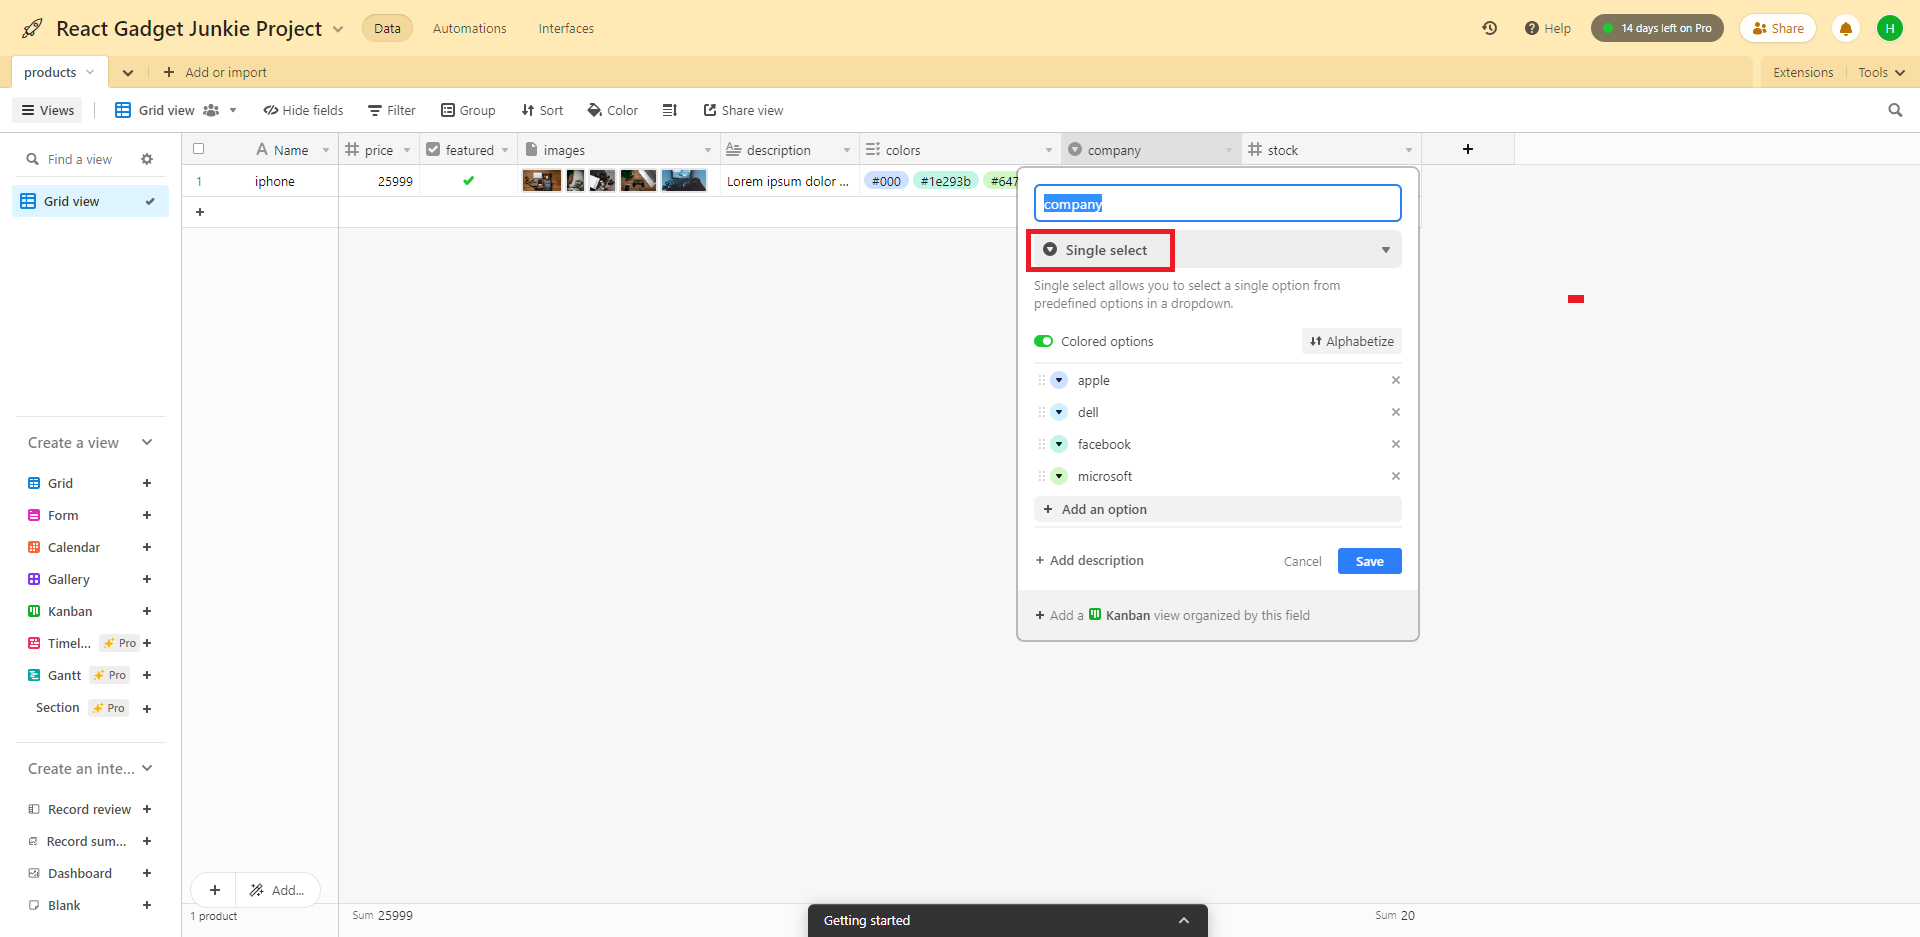 React Gadget Junkie Project
Data
Automations
Interfaces
Help
14 days left on Pro
Share
H
products
Add or import
Extensions
Tools
Views
Grid view
Hide fields
Filter
Group
Sort
Color
Share view
Find a view
Grid view
Name
price
featured
images
description
colors
company
stock
1
iphone
25999
Lorem ipsum dolor ...
#000
#1e293b
#647
company
Single select
Single select allows you to select a single option from
predefined options in a dropdown.
Colored options
Alphabetize
apple
dell
facebook
microsoft
Add an option
Add description
Cancel
Save
Add a Kanban view organized by this field
Create a view
Grid
Form
Calendar
Gallery
Kanban
Timel... Pro
Gantt Pro
Section Pro
Create an inte...
Record review
Record sum...
Dashboard
Blank
Add...
1 product
Sum 25999
Getting started
Sum 20